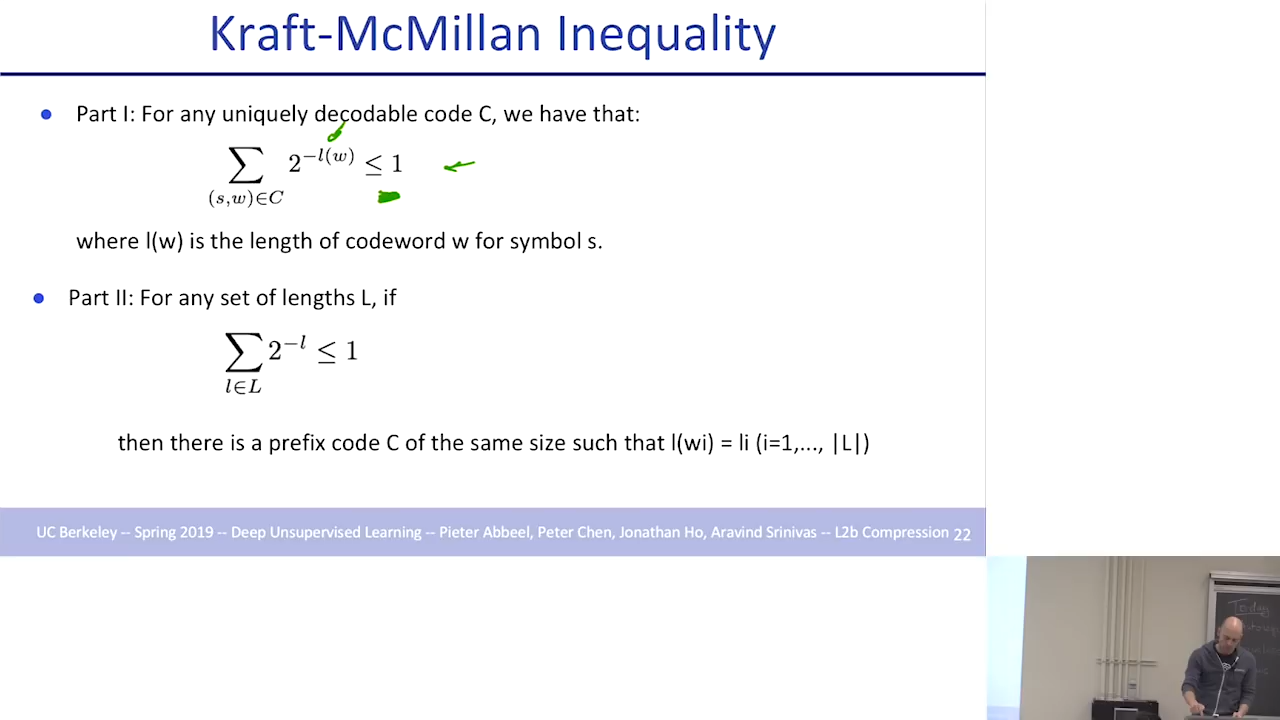 Kraft-McMillan Inequality
• Part I: For any uniquely decodable code C, we have that:
∑_{(s,w)∈C} 2^{-l(w)} ≤ 1
where l(w) is the length of codeword w for symbol s.
• Part II: For any set of lengths L, if
∑_{l∈L} 2^{-l} ≤ 1
then there is a prefix code C of the same size such that l(wi) = li (i=1,..., |L|)
UC Berkeley -- Spring 2019 -- Deep Unsupervised Learning -- Pieter Abbeel, Peter Chen, Jonathan Ho, Aravind Srinivas -- L2b Compression 22
Today